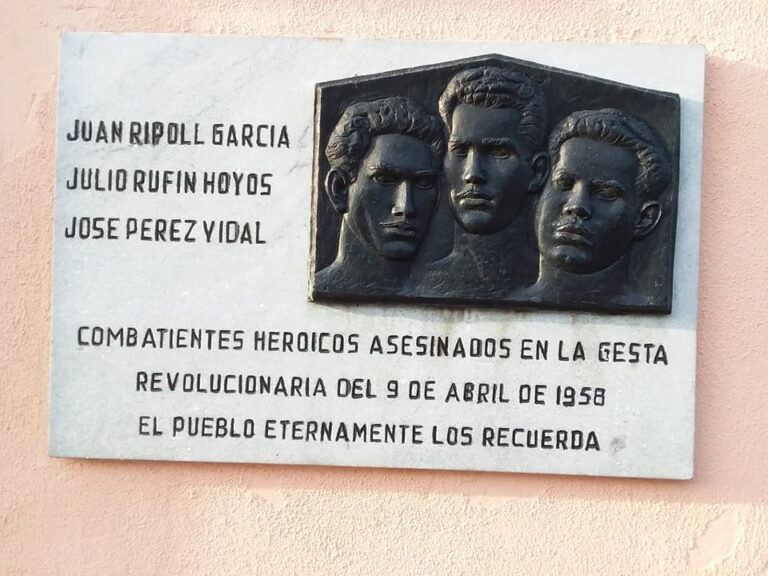 JUAN RIPOLL GARCIA
JULIO RUFIN HOYOS
JOSE PEREZ VIDAL
COMBATIENTES HEROICOS ASESINADOS EN LA GESTA
REVOLUCIONARIA DEL 9 DE ABRIL DE 1958
EL PUEBLO ETERNAMENTE LOS RECUERDA